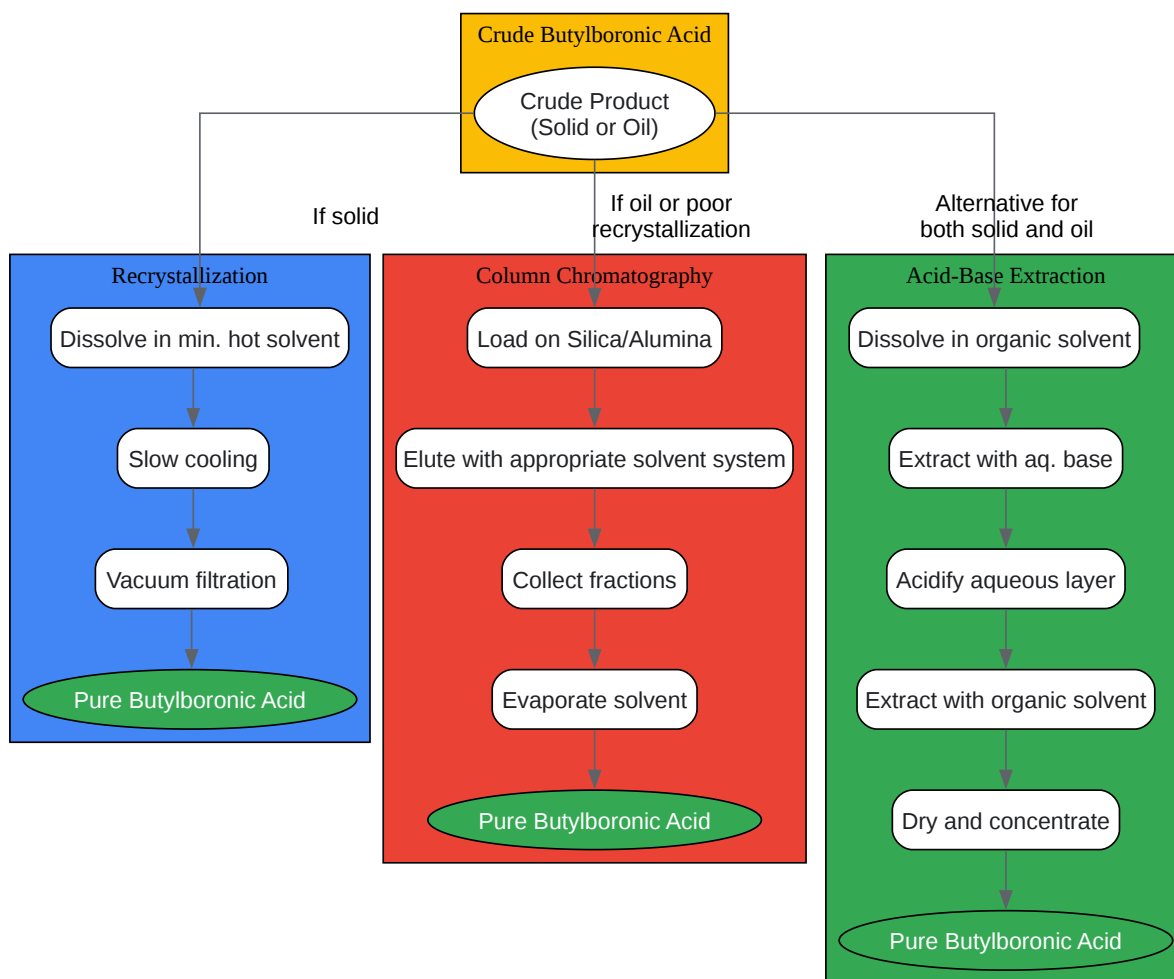 Crude Butylboronic Acid
Crude Product
(Solid or Oil)
If solid
If oil or poor
recrystallization
Alternative for
both solid and oil
Recrystallization
Dissolve in min. hot solvent
Slow cooling
Vacuum filtration
Pure Butylboronic Acid
Column Chromatography
Load on Silica/Alumina
Elute with appropriate solvent system
Collect fractions
Evaporate solvent
Pure Butylboronic Acid
Acid-Base Extraction
Dissolve in organic solvent
Extract with aq. base
Acidify aqueous layer
Extract with organic solvent
Dry and concentrate
Pure Butylboronic Acid